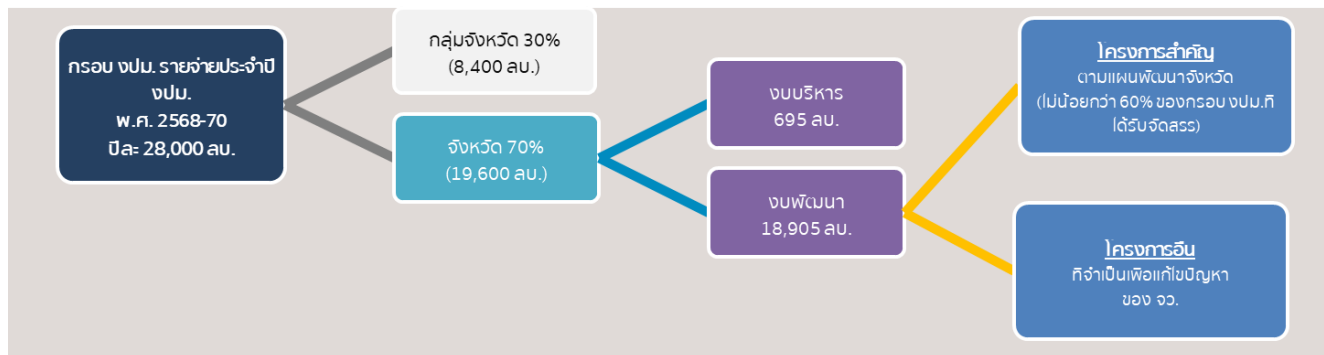 กรอบ งปม. รายจ่ายประจำปี
งปม.
พ.ศ. 2568-70
ปีละ 28,000 ลบ.
กลุ่มจังหวัด 30%
(8,400 ลบ.)
จังหวัด 70%
(19,600 ลบ.)
งบบริหาร
695 ลบ.
งบพัฒนา
18,905 ลบ.
โครงการสำคัญ
ตามแผนพัฒนาจังหวัด
(ไม่น้อยกว่า 60% ของกรอบ งปม.ที่
ได้รับจัดสรร)
โครงการอื่น
ที่จำเป็นเพื่อแก้ไขปัญหา
ของ จว.